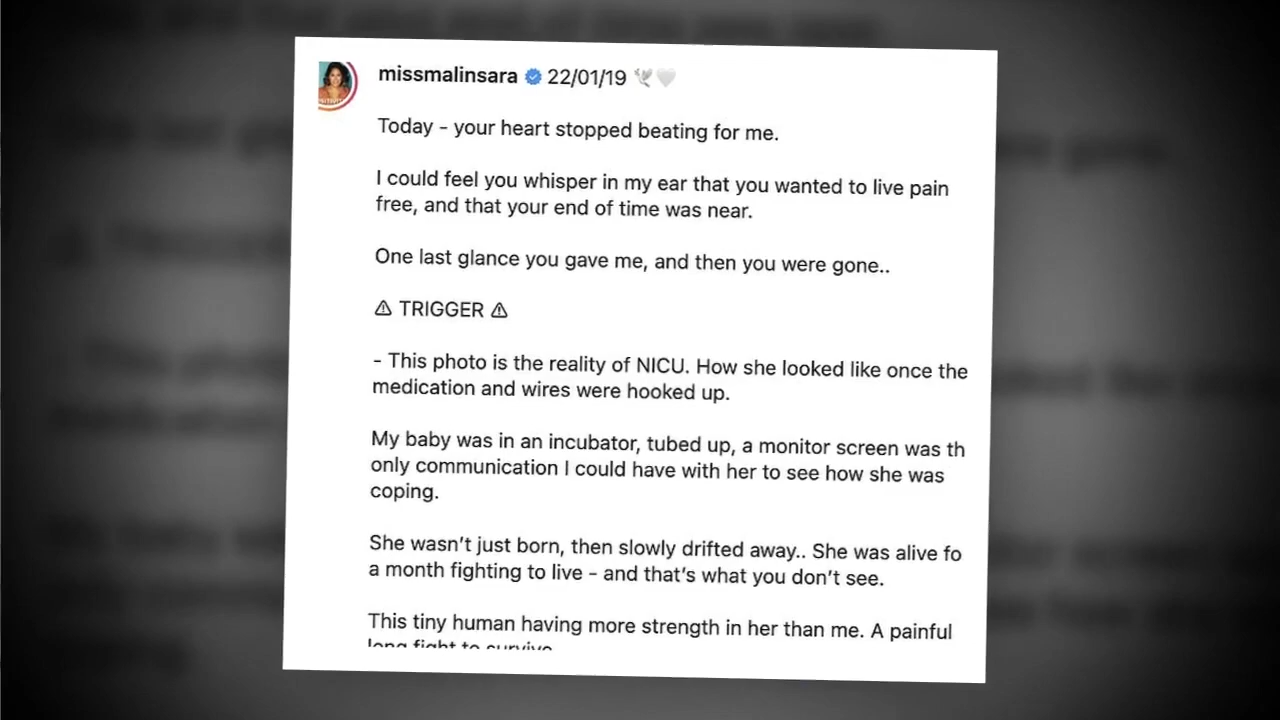 missmalinsara 22/01/19 🕊️🤍
Today - your heart stopped beating for me.
I could feel you whisper in my ear that you wanted to live pain
free, and that your end of time was near.
One last glance you gave me, and then you were gone..
⚠ TRIGGER ⚠
- This photo is the reality of NICU. How she looked like once the
medication and wires were hooked up.
My baby was in an incubator, tubed up, a monitor screen was th
only communication I could have with her to see how she was
coping.
She wasn't just born, then slowly drifted away.. She was alive fo
a month fighting to live - and that's what you don't see.
This tiny human having more strength in her than me. A painful
long fight to survive